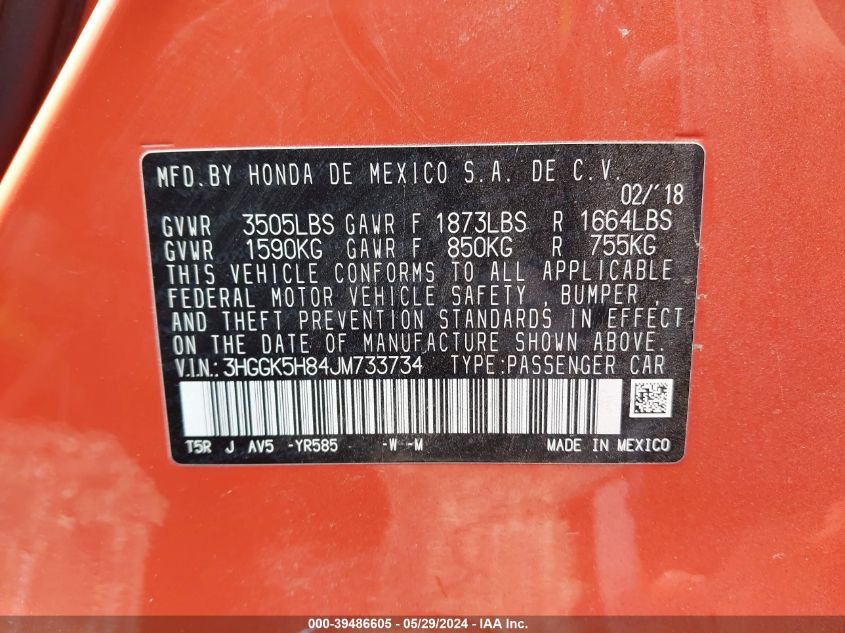 MFD.BY HONDA DE MEXICO S.A. DE C.V.
02/'18
GVWR 3505LBS GAWR F 1873LBS R 1664LBS
GVWR 1590KG GAWR F 850KG R 755KG
THIS VEHICLE CONFORMS TO ALL APPLICABLE
FEDERAL MOTOR VEHICLE SAFETY , BUMPER ,
AND THEFT PREVENTION STANDARDS IN EFFECT
ON THE DATE OF MANUFACTURE SHOWN ABOVE.
V.I.N.: 3HGGK5H84JM733734 TYPE:PASSENGER CAR
T5R J AV5 -YR585 -W -M MADE IN MEXICO
000-39486605 - 05/29/2024 - IAA Inc.